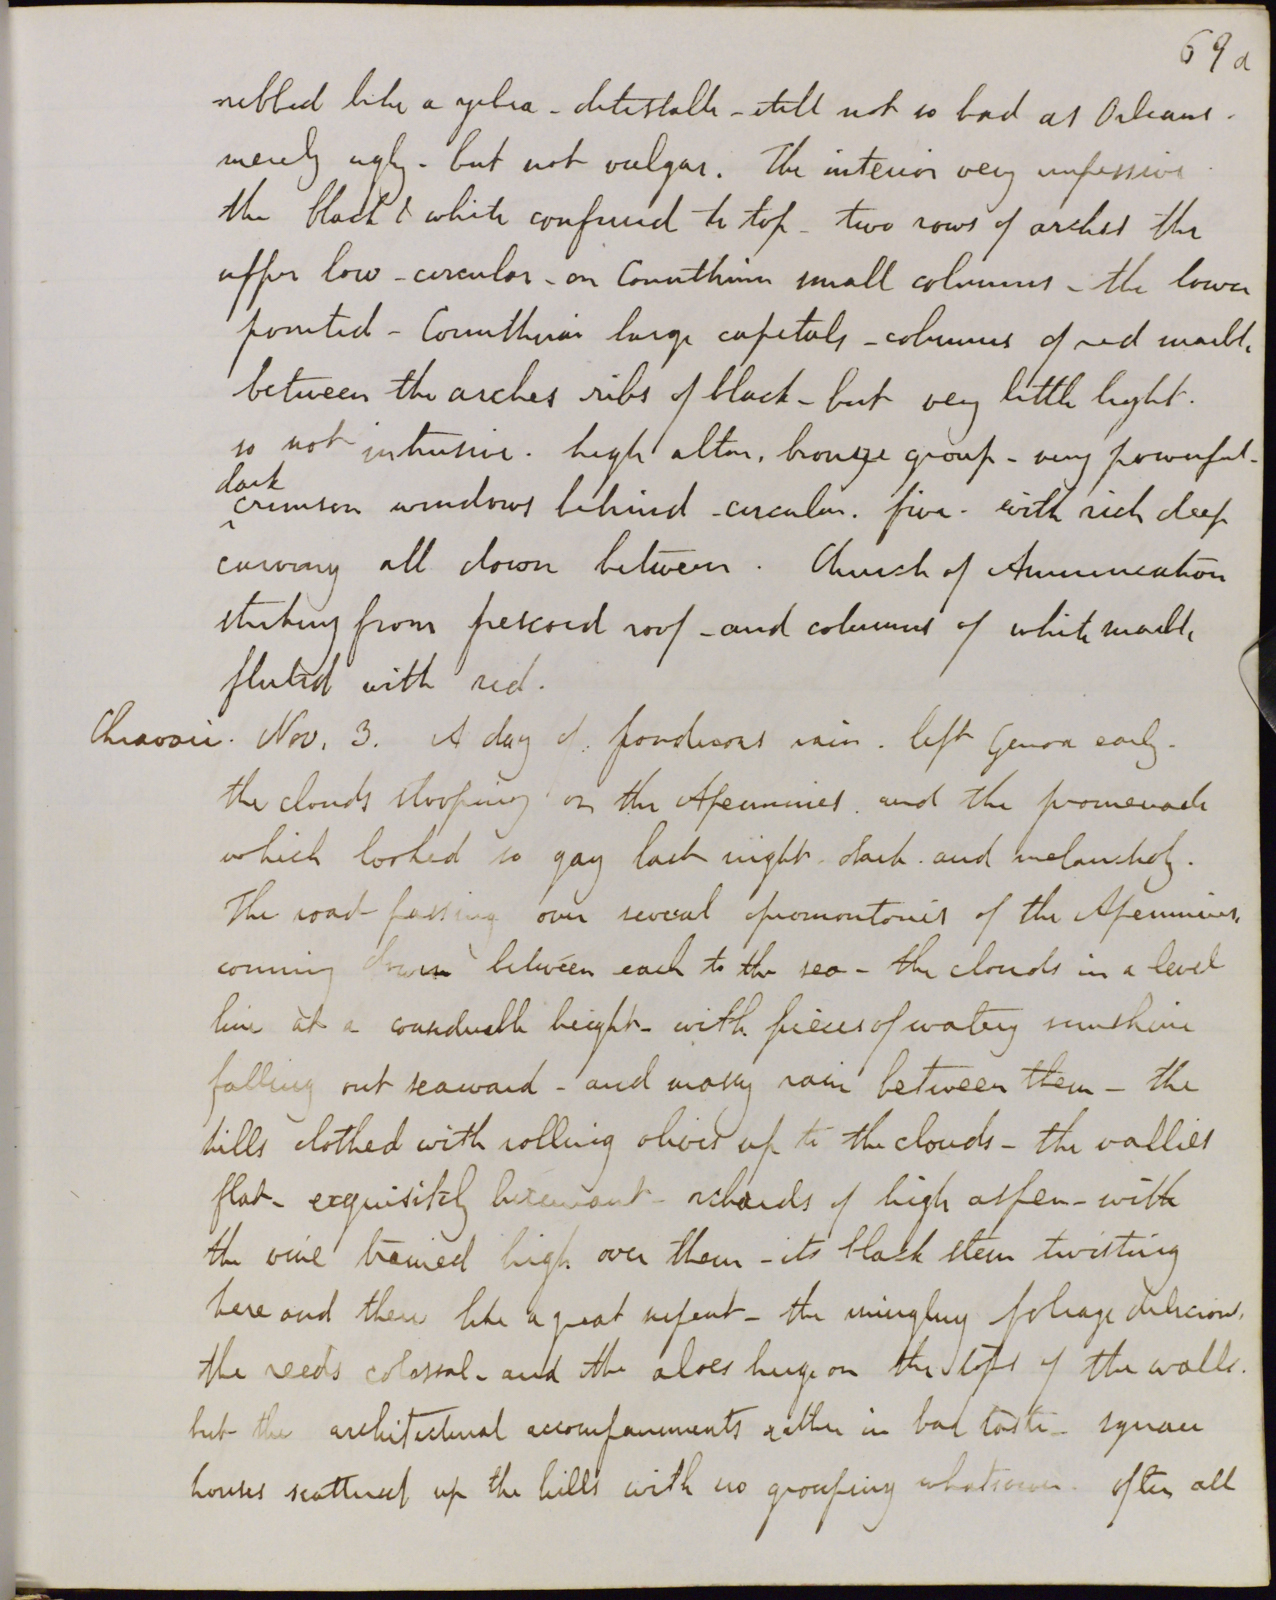 69a
ribbed like a zebra - detestable - still not so bad as Orleans -
merely ugly - but not vulgar. The interior very impressive
the black & white confined to top - two rows of arches the
upper low - circular - on Corinthian small columns - the lower
pointed - Corinthian large capitals - columns of red marble
between the arches ribs of black - but very little light.
so not intrusive. high altar, bronze group - very powerful -
dark
^crimson windows behind - circular. five - with rich deep
carving all down between. Church of Annunciation
striking from frescoed roof - and columns of white marble
fluted with red.
Chiavari. Nov. 3. A day of ponderous rain. left Genoa early -
the clouds stooping on the Apennines. and the promenade
which looked so gay last night - dark. and melancholy.
The road passing over several promontories of the Apennines,
coming down between each to the sea - the clouds in a level
line at a considerable height - with pieces of watery sunshine
falling out seaward - and mossy rain between them - the
hills clothed with rolling olives up to the clouds - the vallies
flat - exquisitely luxuriant - orchards of high aspen - with
the vine trained high over them - its black stem twisting
here and there like a great serpent - the mingling foliage delicious,
the reeds colossal - and the aloes huge on the tops of the walls.
but the architectural accompaniments rather in bad taste - square
houses scattered up the hills with no grouping whatsoever. often all